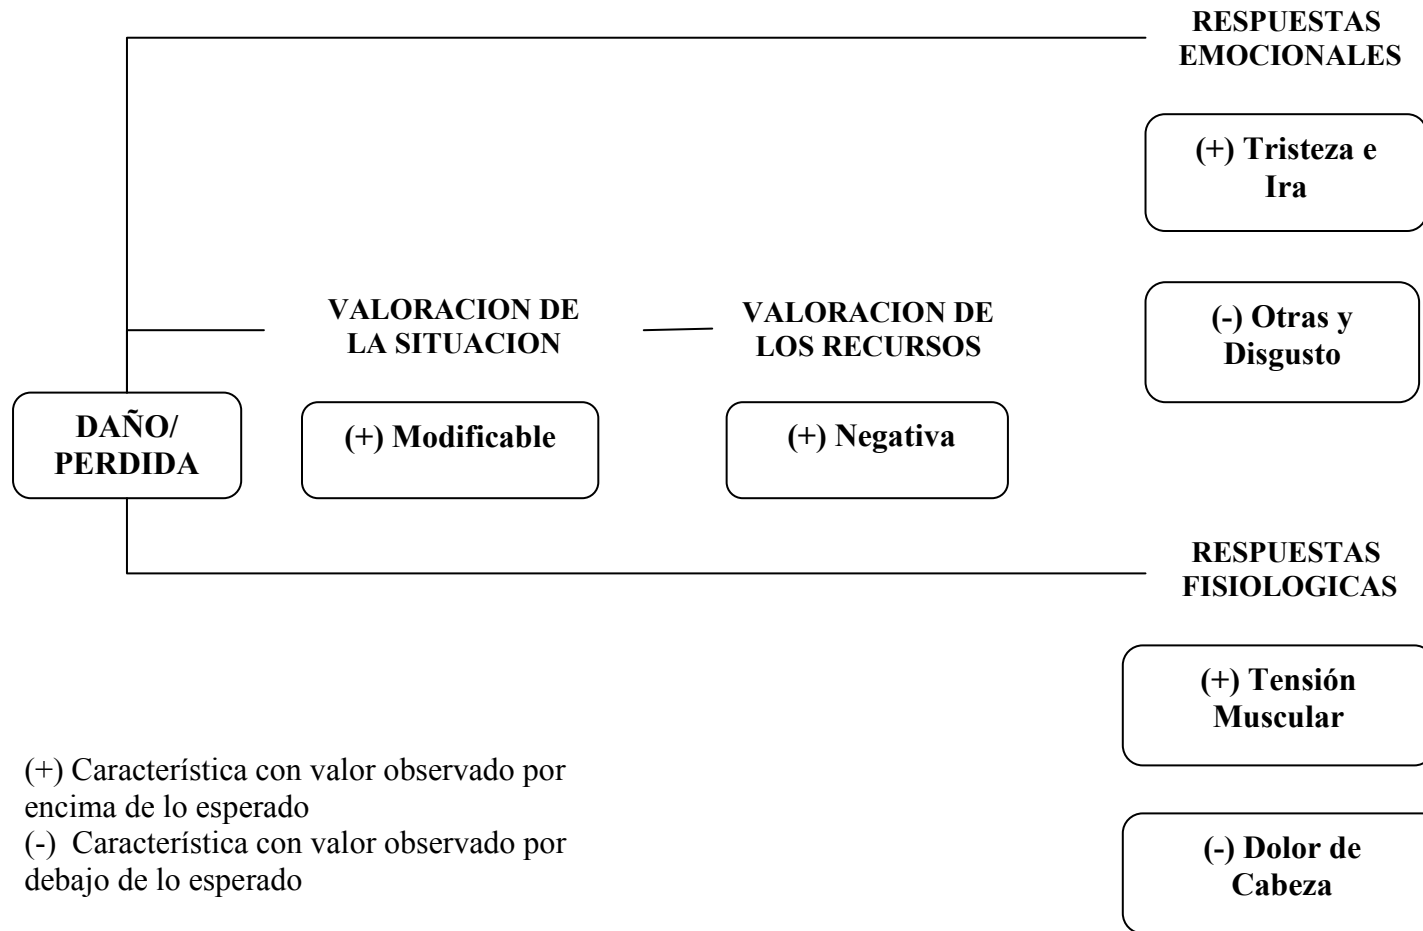 RESPUESTAS
EMOCIONALES
(+) Tristeza e
Ira
(-) Otras y
Disgusto
VALORACION DE
LA SITUACION
VALORACION DE
LOS RECURSOS
DAÑO/
PERDIDA
(+) Modificable
(+) Negativa
RESPUESTAS
FISIOLOGICAS
(+) Tensión
Muscular
(-) Dolor de
Cabeza
(+) Característica con valor observado por
encima de lo esperado
(-) Característica con valor observado por
debajo de lo esperado